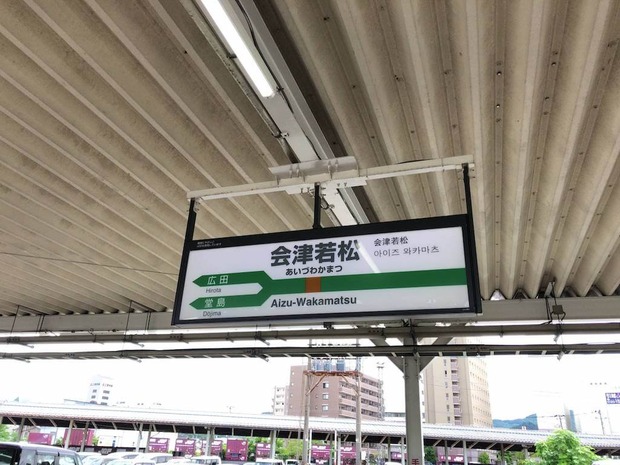 会津若松
あいづわかまつ
会津若松
아이즈 와카마츠
広田
Hirota
堂島
Dōjima
Aizu-Wakamatsu